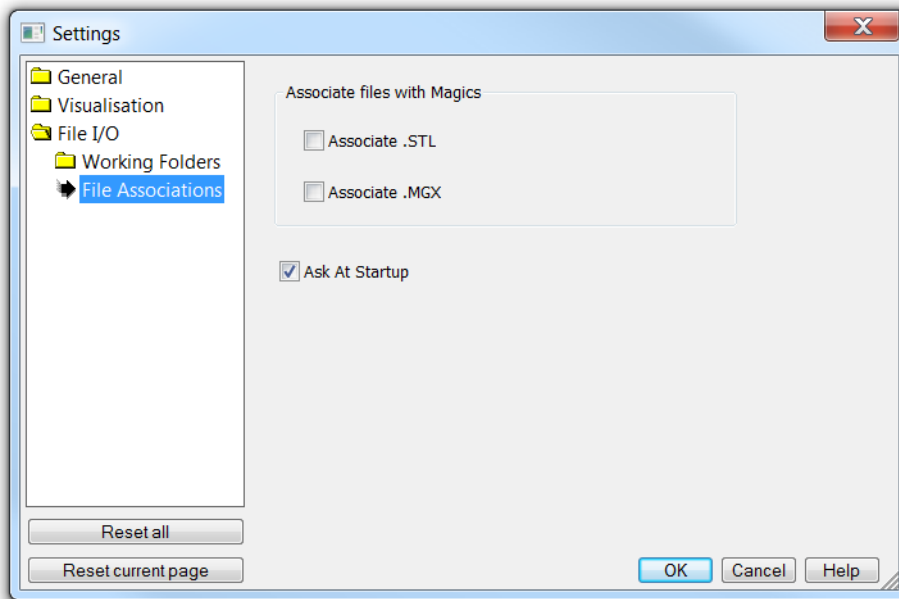 Settings
General
Visualisation
File I/O
Working Folders
File Associations
Associate files with Magics
Associate .STL
Associate .MGX
Ask At Startup
Reset all
Reset current page
OK
Cancel
Help